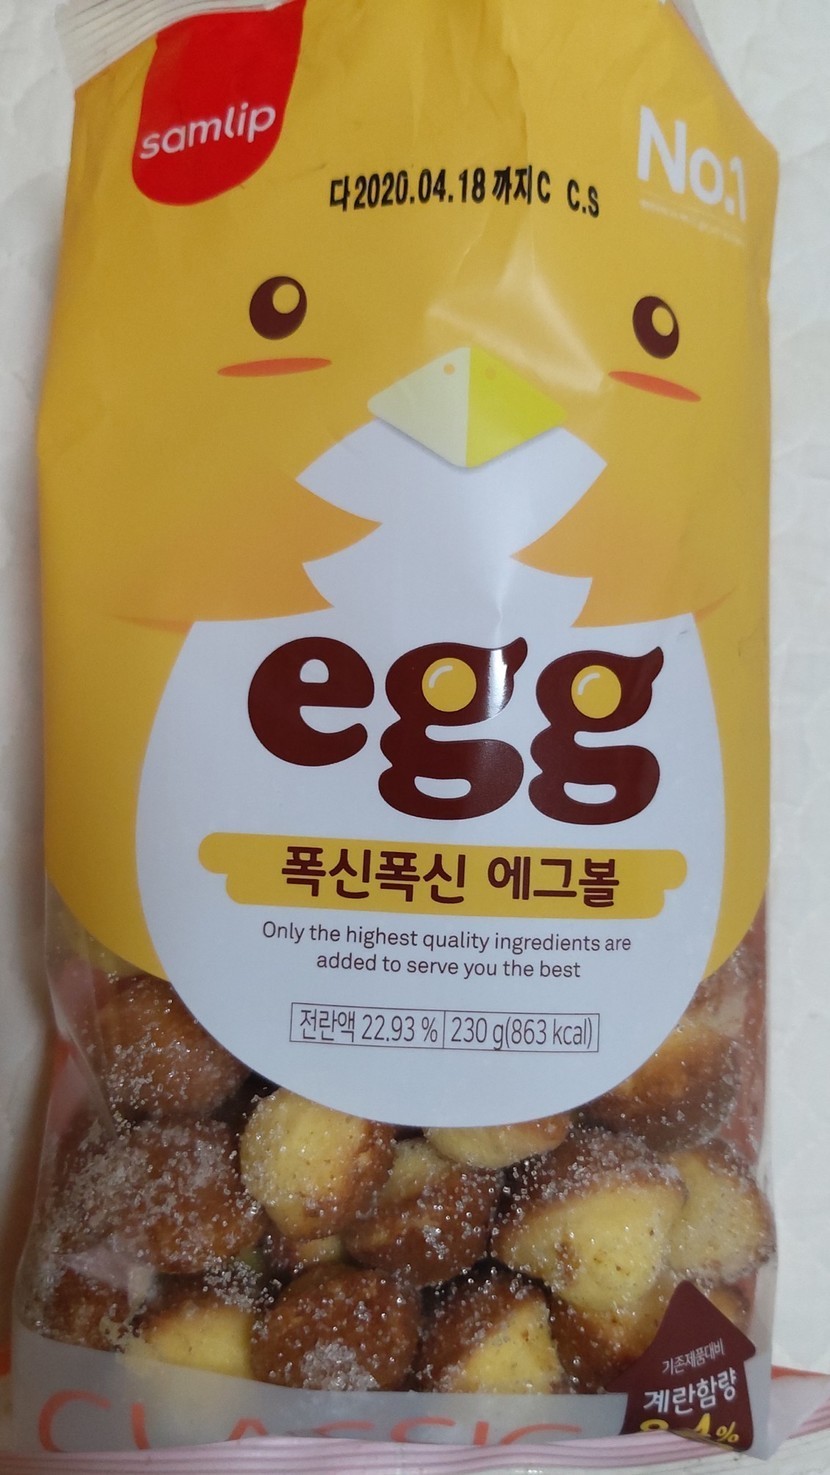 samlip
No.1
다2020.04.18 까지C C.S
egg
폭신폭신 에그볼
Only the highest quality ingredients are
added to serve you the best
전란액 22.93 % 230 g(863 kcal)
기존제품대비
계란함량
CLASSIC